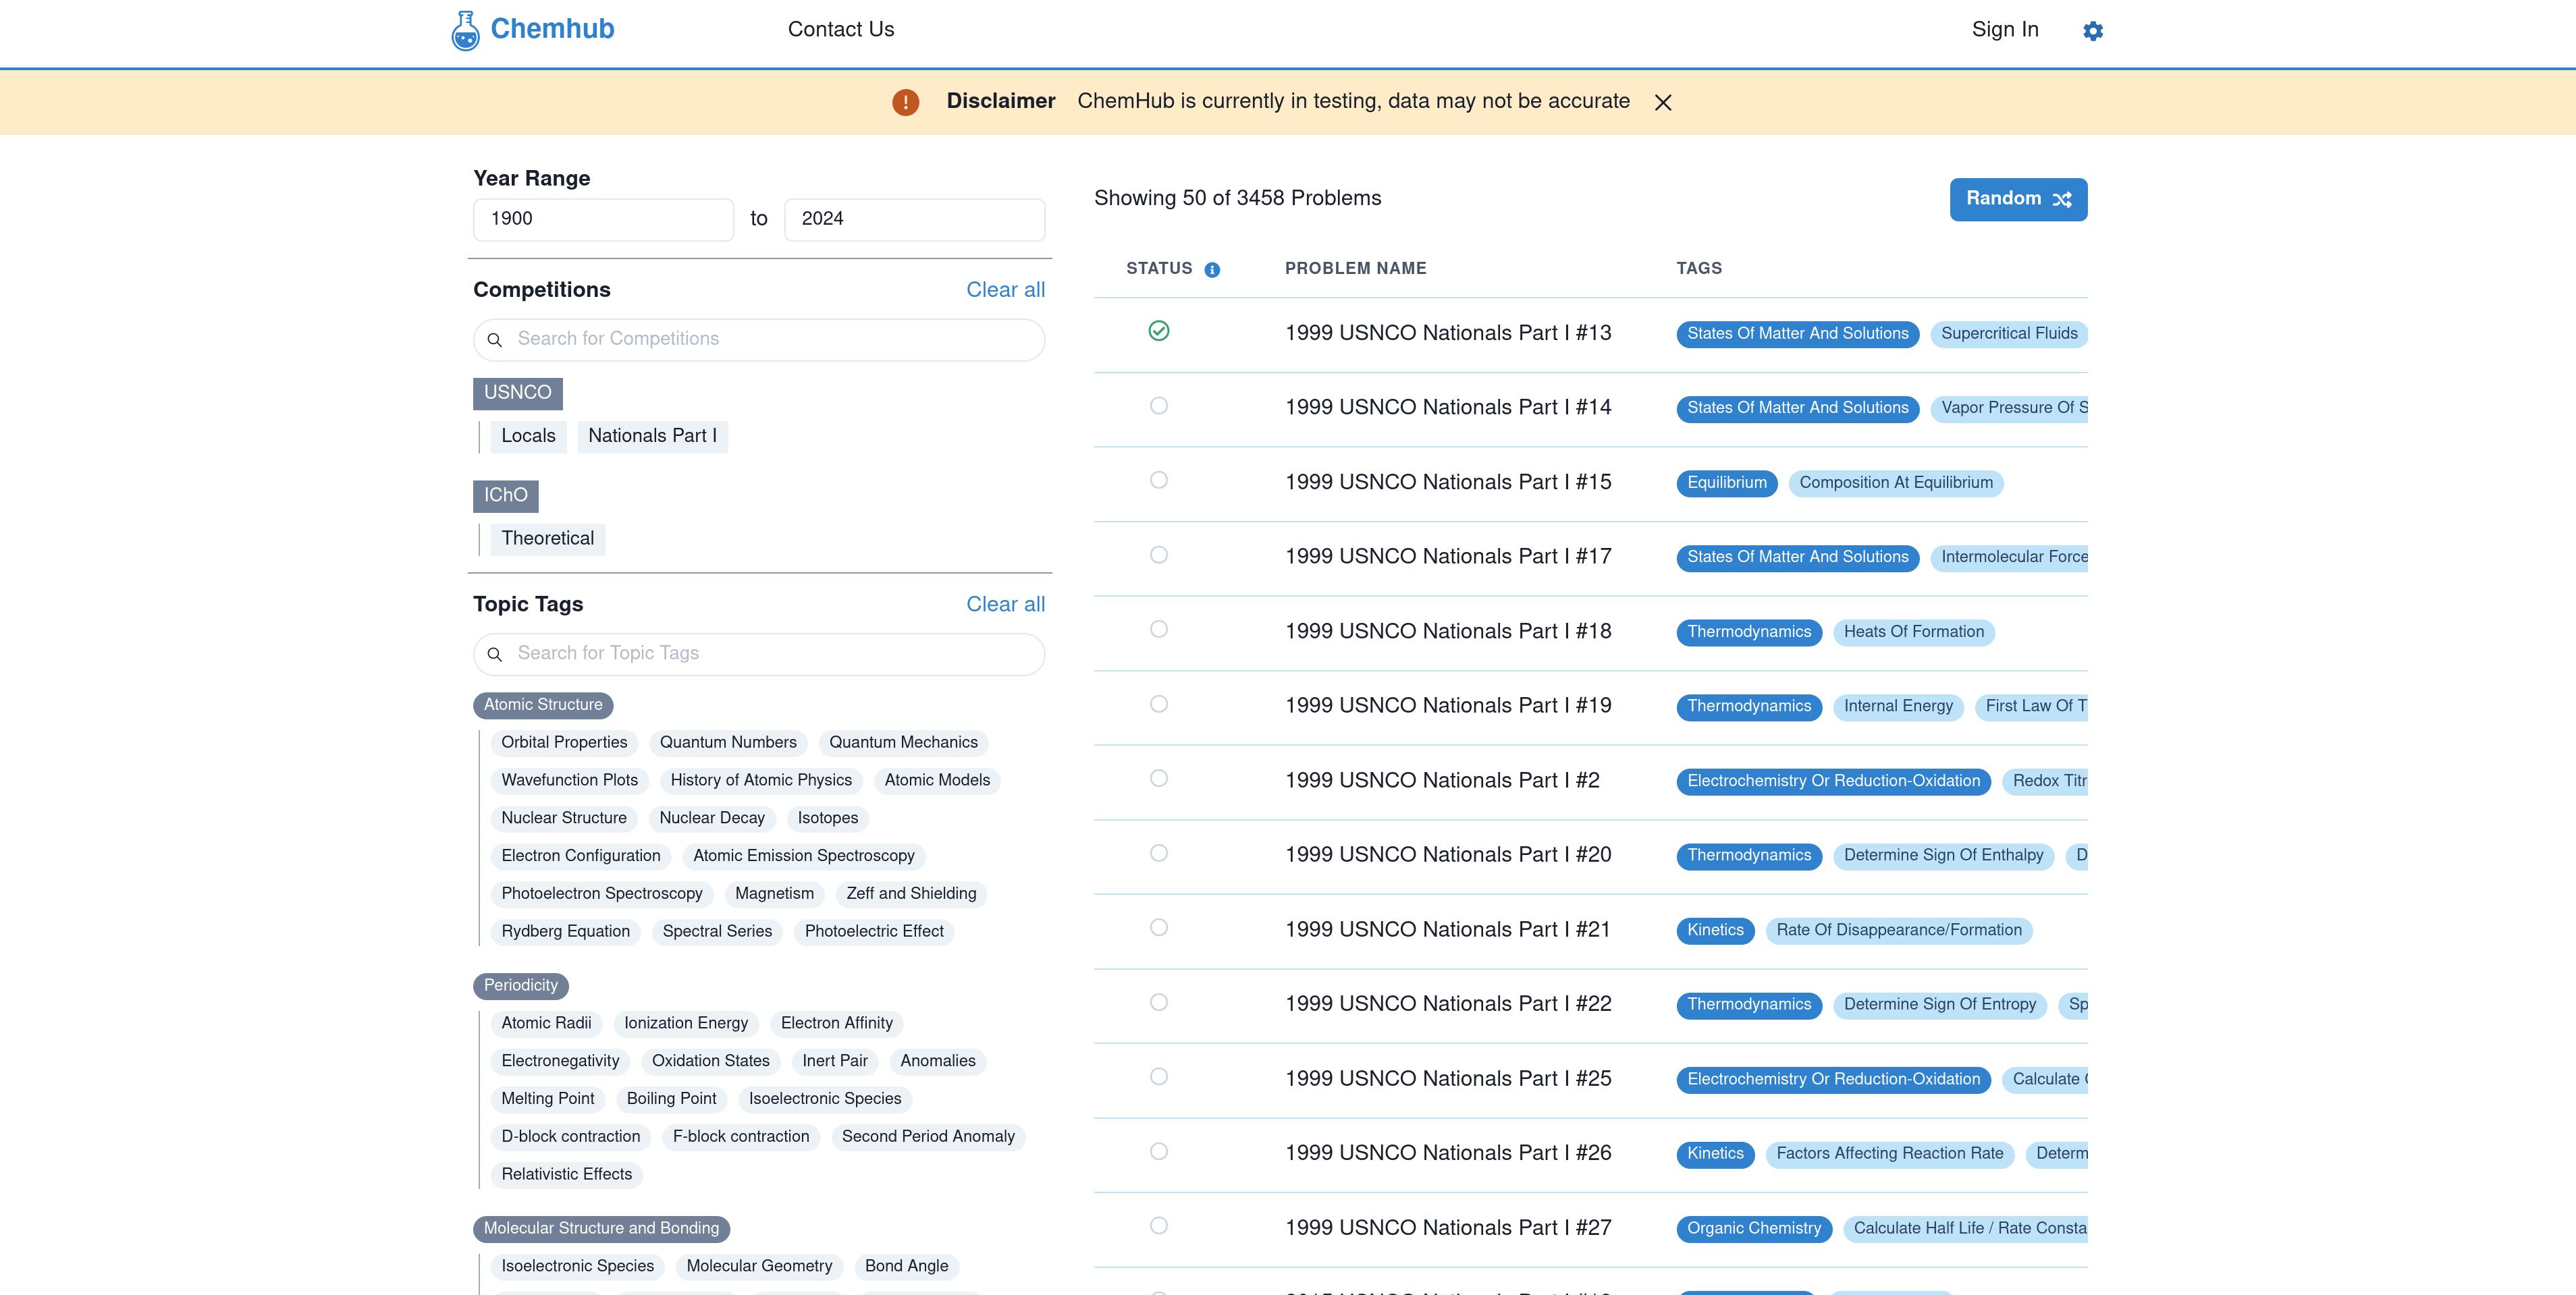 Chemhub
Contact Us
Sign In
Disclaimer ChemHub is currently in testing, data may not be accurate
Year Range
1900 to 2024
Competitions Clear all
Search for Competitions
USNCO
Locals Nationals Part I
IChO
Theoretical
Topic Tags Clear all
Search for Topic Tags
Atomic Structure
Orbital Properties Quantum Numbers Quantum Mechanics
Wavefunction Plots History of Atomic Physics Atomic Models
Nuclear Structure Nuclear Decay Isotopes
Electron Configuration Atomic Emission Spectroscopy
Photoelectron Spectroscopy Magnetism Zeff and Shielding
Rydberg Equation Spectral Series Photoelectric Effect
Periodicity
Atomic Radii Ionization Energy Electron Affinity
Electronegativity Oxidation States Inert Pair Anomalies
Melting Point Boiling Point Isoelectronic Species
D-block contraction F-block contraction Second Period Anomaly
Relativistic Effects
Molecular Structure and Bonding
Isoelectronic Species Molecular Geometry Bond Angle
Showing 50 of 3458 Problems
Random
STATUS PROBLEM NAME TAGS
1999 USNCO Nationals Part I #13 States Of Matter And Solutions Supercritical Fluids
1999 USNCO Nationals Part I #14 States Of Matter And Solutions Vapor Pressure Of S
1999 USNCO Nationals Part I #15 Equilibrium Composition At Equilibrium
1999 USNCO Nationals Part I #17 States Of Matter And Solutions Intermolecular Force
1999 USNCO Nationals Part I #18 Thermodynamics Heats Of Formation
1999 USNCO Nationals Part I #19 Thermodynamics Internal Energy First Law Of T
1999 USNCO Nationals Part I #2 Electrochemistry Or Reduction-Oxidation Redox Titr
1999 USNCO Nationals Part I #20 Thermodynamics Determine Sign Of Enthalpy D
1999 USNCO Nationals Part I #21 Kinetics Rate Of Disappearance/Formation
1999 USNCO Nationals Part I #22 Thermodynamics Determine Sign Of Entropy Sp
1999 USNCO Nationals Part I #25 Electrochemistry Or Reduction-Oxidation Calculate
1999 USNCO Nationals Part I #26 Kinetics Factors Affecting Reaction Rate Determ
1999 USNCO Nationals Part I #27 Organic Chemistry Calculate Half Life / Rate Consta